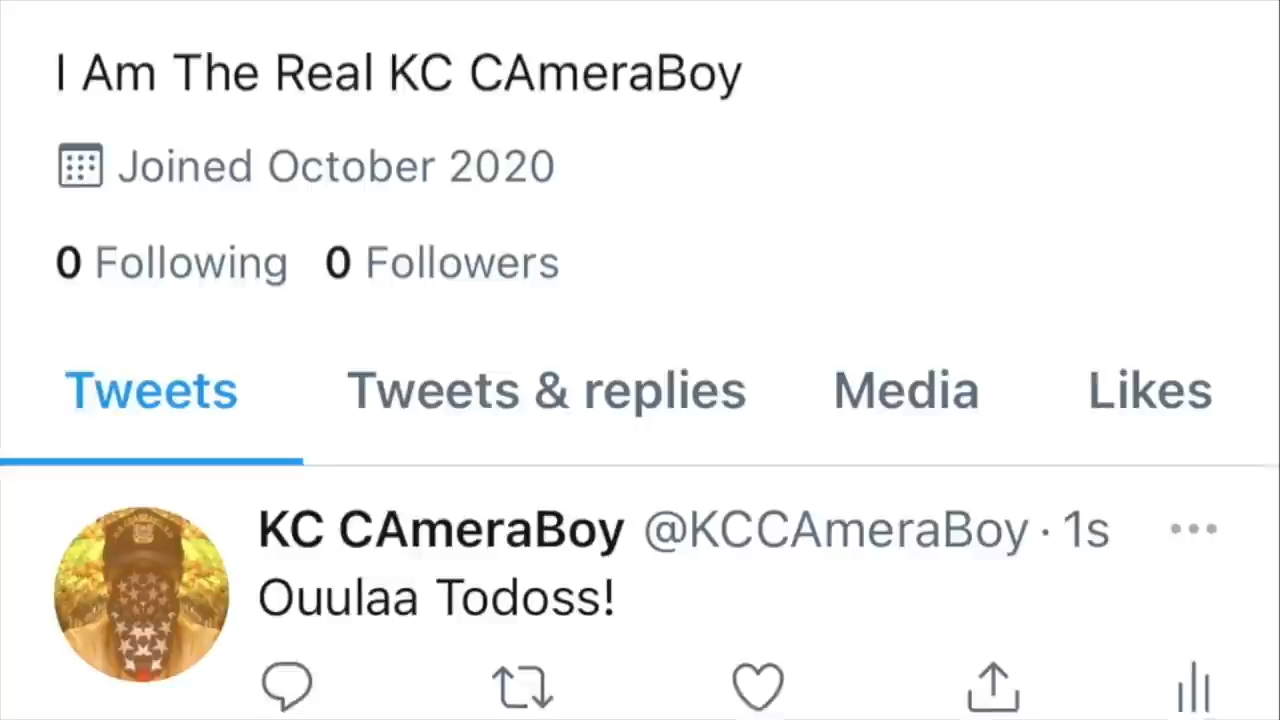 I Am The Real KC CAmeraBoy
Joined October 2020
0 Following 0 Followers
Tweets Tweets & replies Media Likes
KC CAmeraBoy @KCCAmeraBoy · 1s
Ouulaa Todoss!